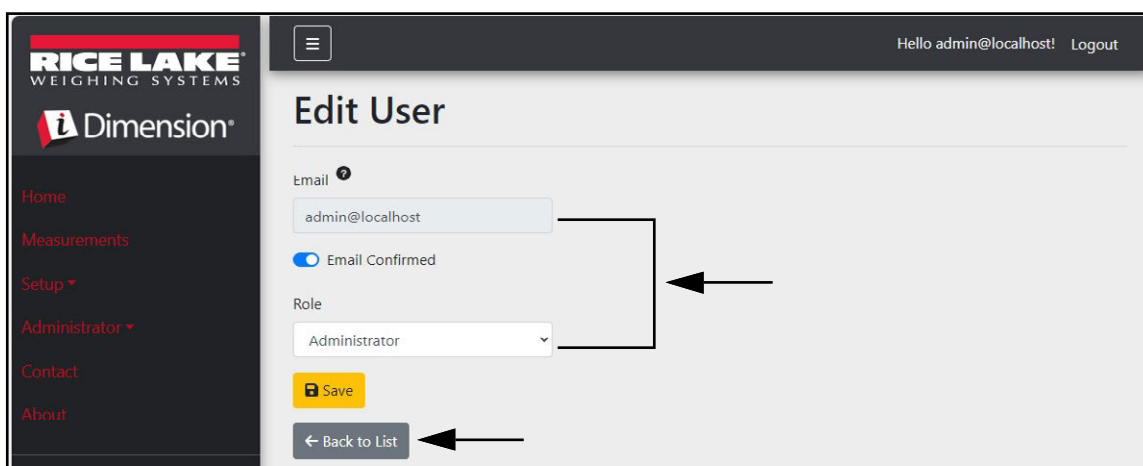 RICE LAKE®
WEIGHING SYSTEMS
i Dimension®
Home
Measurements
Setup
Administrator
Contact
About
Hello admin@localhost! Logout
Edit User
Email ?
admin@localhost
Email Confirmed
Role
Administrator
Save
← Back to List